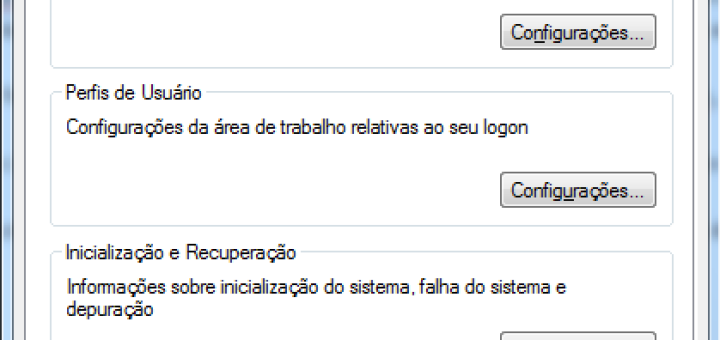 Configurações...
Perfis de Usuário
Configurações da área de trabalho relativas ao seu logon
Configurações...
Inicialização e Recuperação
Informações sobre inicialização do sistema, falha do sistema e
depuração